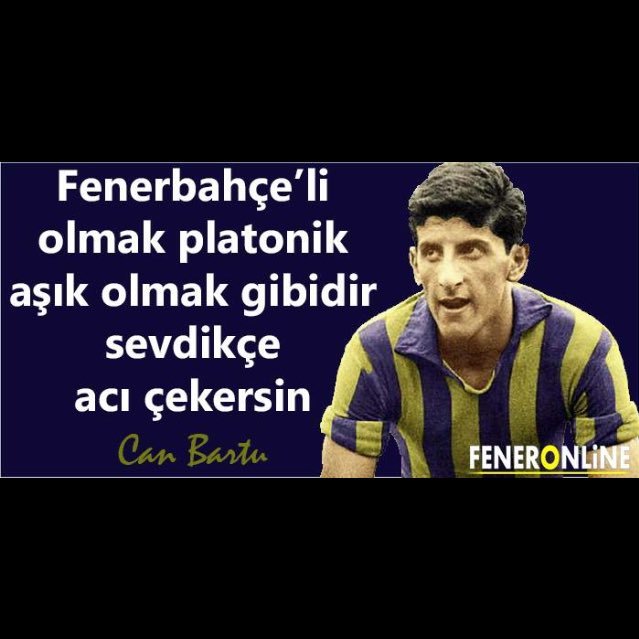 Fenerbahçe’li
olmak platonik
aşık olmak gibidir
sevdikçe
acı çekersin
Can Bartu
FENERONLiNE